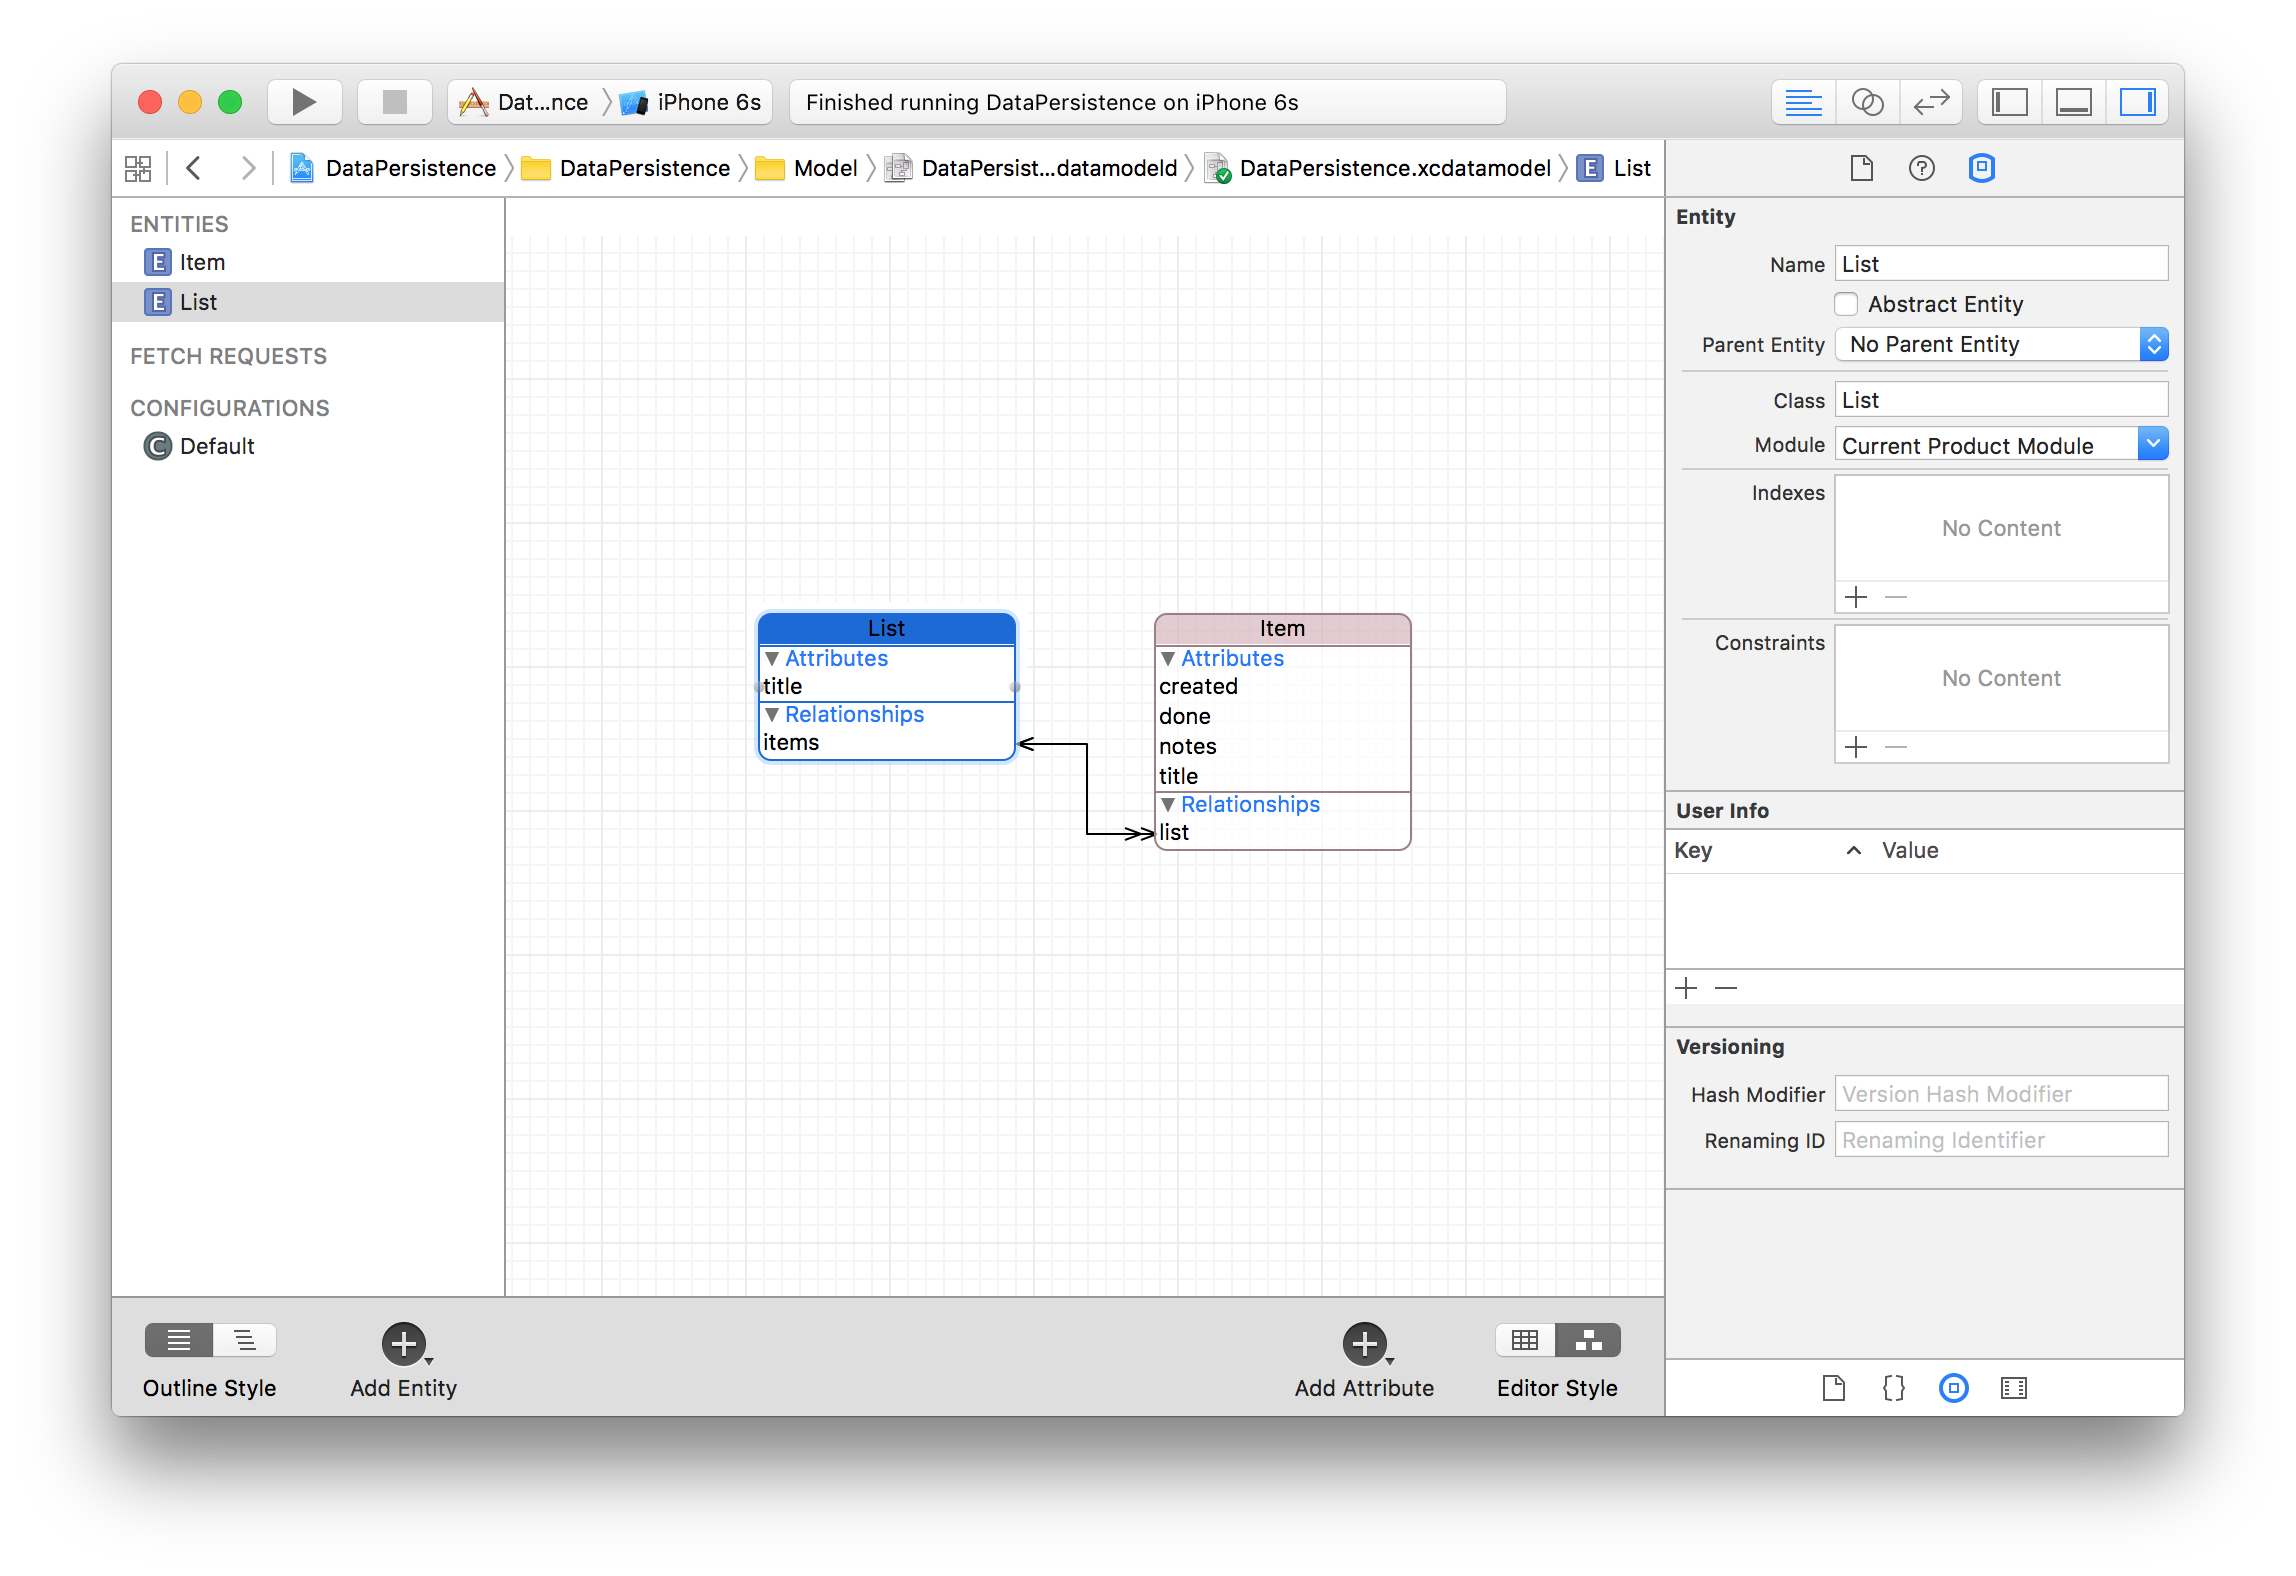 Dat...nce
iPhone 6s
Finished running DataPersistence on iPhone 6s
DataPersistence
DataPersistence
Model
DataPersist...datamodeld
DataPersistence.xcdatamodel
E List
ENTITIES
E Item
E List
FETCH REQUESTS
CONFIGURATIONS
C Default
List
Attributes
title
Relationships
items
Item
Attributes
created
done
notes
title
Relationships
list
Entity
Name List
Abstract Entity
Parent Entity No Parent Entity
Class List
Module Current Product Module
Indexes
No Content
Constraints
No Content
User Info
Key Value
Versioning
Hash Modifier Version Hash Modifier
Renaming ID Renaming Identifier
Outline Style
Add Entity
Add Attribute
Editor Style